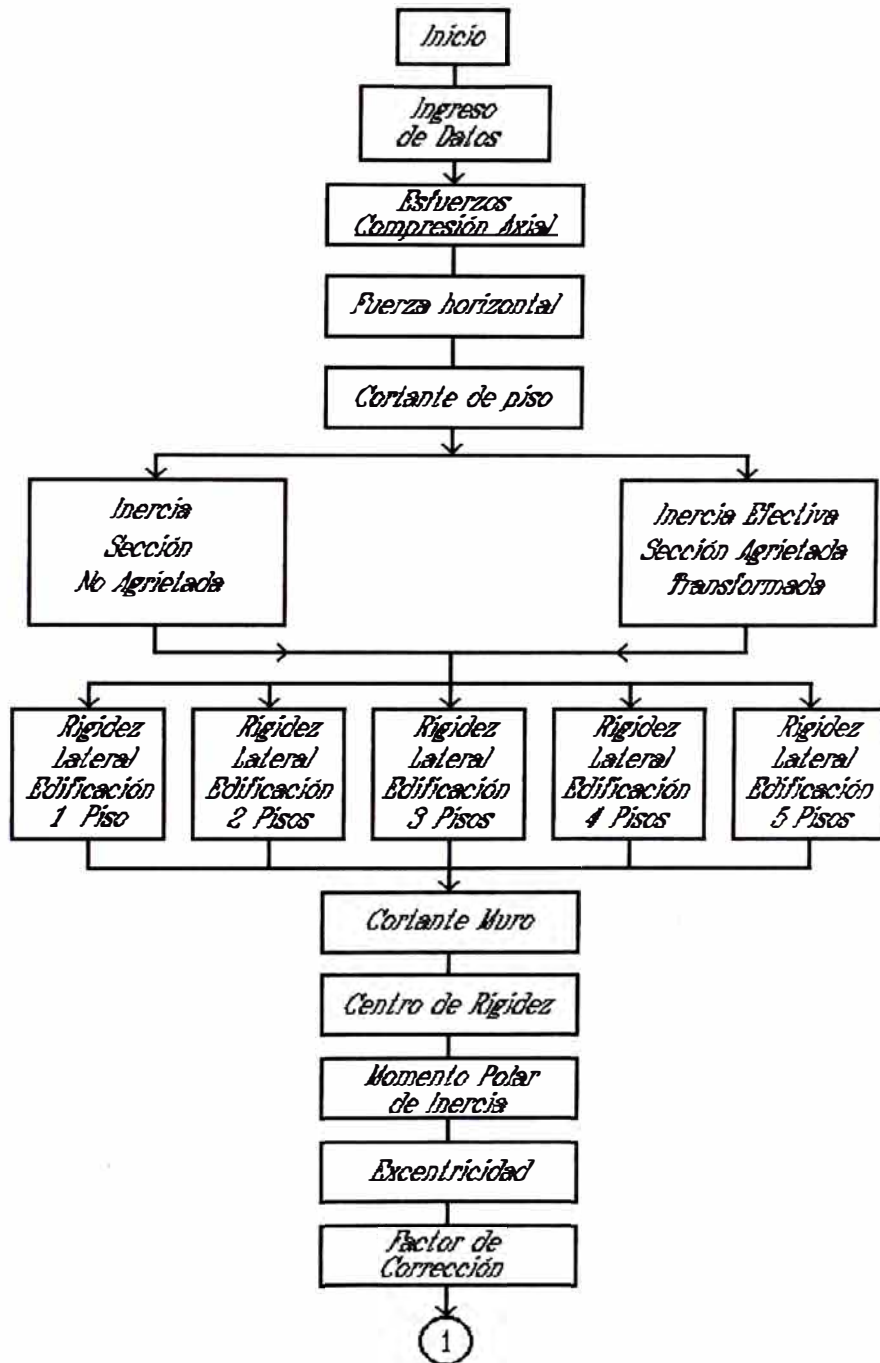 Inicio
Ingreso
de Datos
Esfuerzos
Compresión Axial
Fuerza horizontal
Cortante de piso
Inercia
Sección
No Agrietada
Inercia Efectiva
Sección Agrietada
Transformada
Rigidez
Lateral
Edificación
1 Piso
Rigidez
Lateral
Edificación
2 Pisos
Rigidez
Lateral
Edificación
3 Pisos
Rigidez
Lateral
Edificación
4 Pisos
Rigidez
Lateral
Edificación
5 Pisos
Cortante Muro
Centro de Rigidez
Momento Polar
de Inercia
Excentricidad
Factor de
Corrección
1